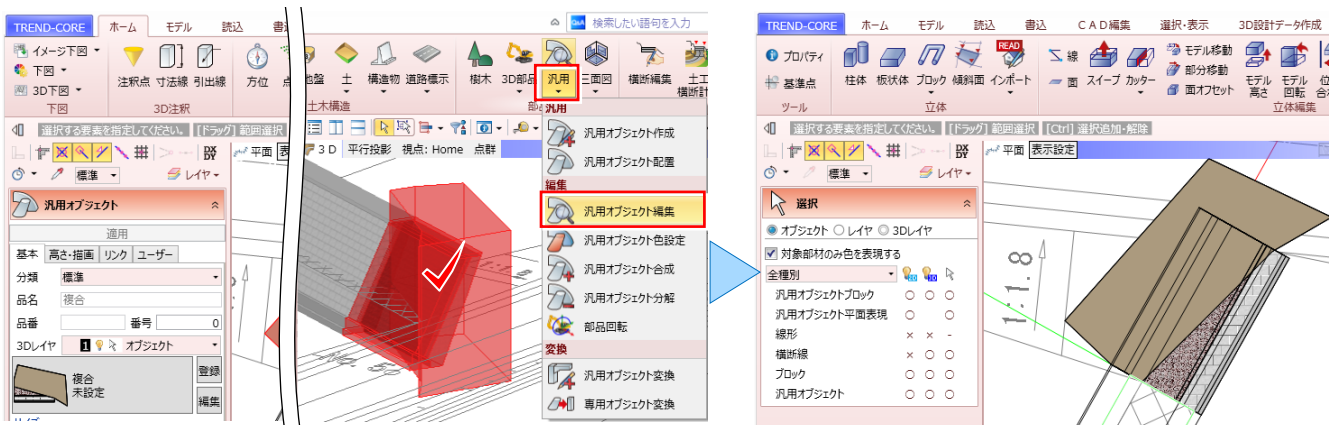 TREND-CORE ホーム モデル 読込
イメージ下図
下図
3D下図
注釈点 寸法線 引出線
方位
下図 3D注釈
選択する要素を指定してください。 [ドラッグ] 範囲選択
平面
標準 レイヤ
汎用オブジェクト
適用
基本 高さ・描画 リンク ユーザー
分類 標準
品名 複合
品番 番号 0
3Dレイヤ 1 オブジェクト
複合
未設定
登録
編集
Q&A 検索したい語句を入力
土 構造物 道路標示 樹木 3D部品 汎用 三面図 横断編集 土工
横断計
土木構造
3D 平行投影 視点: Home 点群
汎用
汎用オブジェクト作成
汎用オブジェクト配置
編集
汎用オブジェクト編集
汎用オブジェクト色設定
汎用オブジェクト合成
汎用オブジェクト分解
部品回転
変換
汎用オブジェクト変換
専用オブジェクト変換
TREND-CORE ホーム モデル 読込 書込 CAD編集 選択・表示 3D設計データ作成
プロパティ
基準点
柱体 板状体 ブロック 傾斜面 インポート
READ
線
面
スイープ カッター
モデル移動
部分移動
面オフセット
モデル
高さ
モデル
回転
ツール 立体 立体編集
選択する要素を指定してください。 [ドラッグ] 範囲選択 [Ctrl] 選択追加・解除
平面 表示設定
標準 レイヤ
選択
オブジェクト レイヤ 3Dレイヤ
対象部材のみ色を表現する
全種別 2D 3D
汎用オブジェクトブロック ○ ○ ○
汎用オブジェクト平面表現 ○ ○
線形 × × -
横断線 × ○ ○
ブロック ○ ○ ○
汎用オブジェクト ○ ○ ○
1:1.8